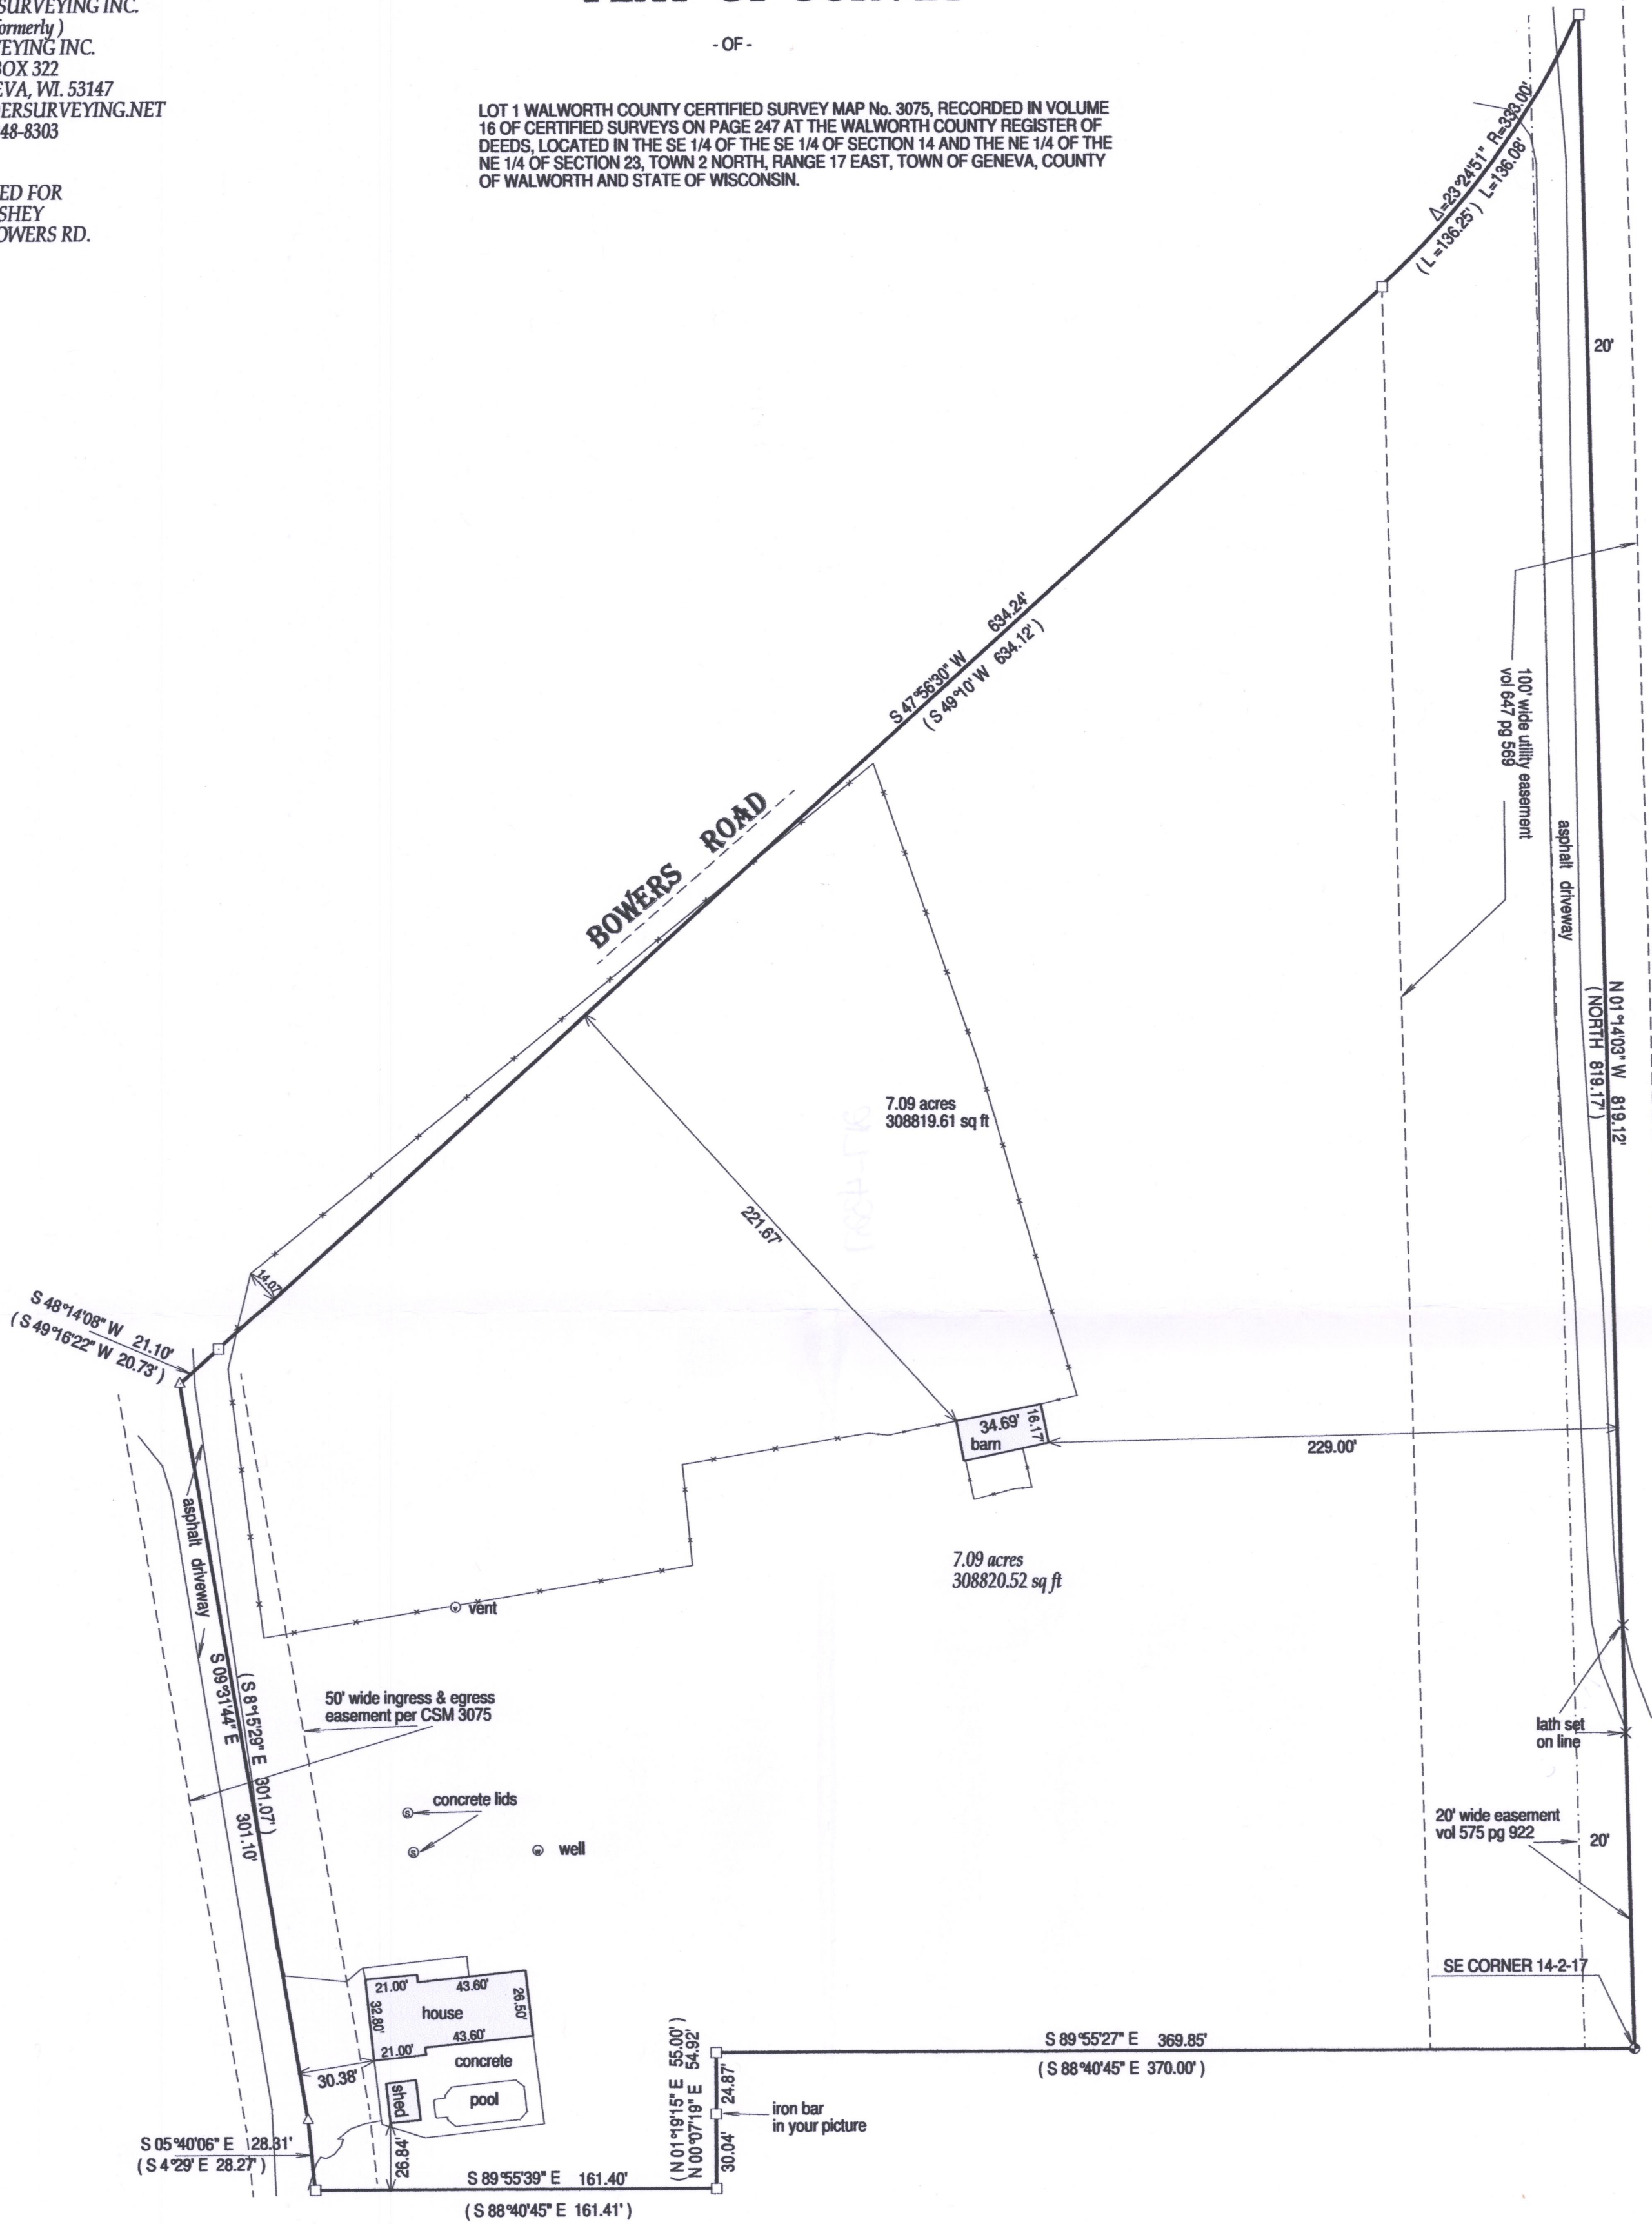 SURVEYING INC.
formerly )
EYING INC.
BOX 322
EVA, WI. 53147
ERSURVEYING.NET
48-8303
ED FOR
SHEY
OWERS RD.
- OF -
LOT 1 WALWORTH COUNTY CERTIFIED SURVEY MAP No. 3075, RECORDED IN VOLUME
16 OF CERTIFIED SURVEYS ON PAGE 247 AT THE WALWORTH COUNTY REGISTER OF
DEEDS, LOCATED IN THE SE 1/4 OF THE SE 1/4 OF SECTION 14 AND THE NE 1/4 OF THE
NE 1/4 OF SECTION 23, TOWN 2 NORTH, RANGE 17 EAST, TOWN OF GENEVA, COUNTY
OF WALWORTH AND STATE OF WISCONSIN.
Δ=23°24'51" R=333.00'
( L =136.25' ) L=136.08'
20'
S 47°56'30" W 634.24'
( S 49°10' W 634.12' )
100' wide utility easement
vol 647 pg 569
asphalt driveway
BOWERS ROAD
N 01°14'03" W 819.12'
( NORTH 819.17' )
7.09 acres
308819.61 sq ft
221.67'
14.07'
S 48°14'08" W 21.10'
( S 49°16'22" W 20.73' )
34.69'
16.17'
barn
229.00'
asphalt driveway
7.09 acres
308820.52 sq ft
vent
S 09°31'44" E 301.10'
( S 8°15'29" E 301.07' )
50' wide ingress & egress
easement per CSM 3075
lath set
on line
concrete lids
S
S
w well
20' wide easement
vol 575 pg 922
20'
SE CORNER 14-2-17
21.00' 43.60'
32.80' house 26.50'
43.60'
21.00'
concrete
30.38'
shed
pool
( N 01°19'15" E 55.00' )
N 00°07'19" E 54.92'
24.87'
30.04'
S 89°55'27" E 369.85'
( S 88°40'45" E 370.00' )
iron bar
in your picture
S 05°40'06" E 28.31'
( S 4°29' E 28.27' )
26.84'
S 89°55'39" E 161.40'
( S 88°40'45" E 161.41' )